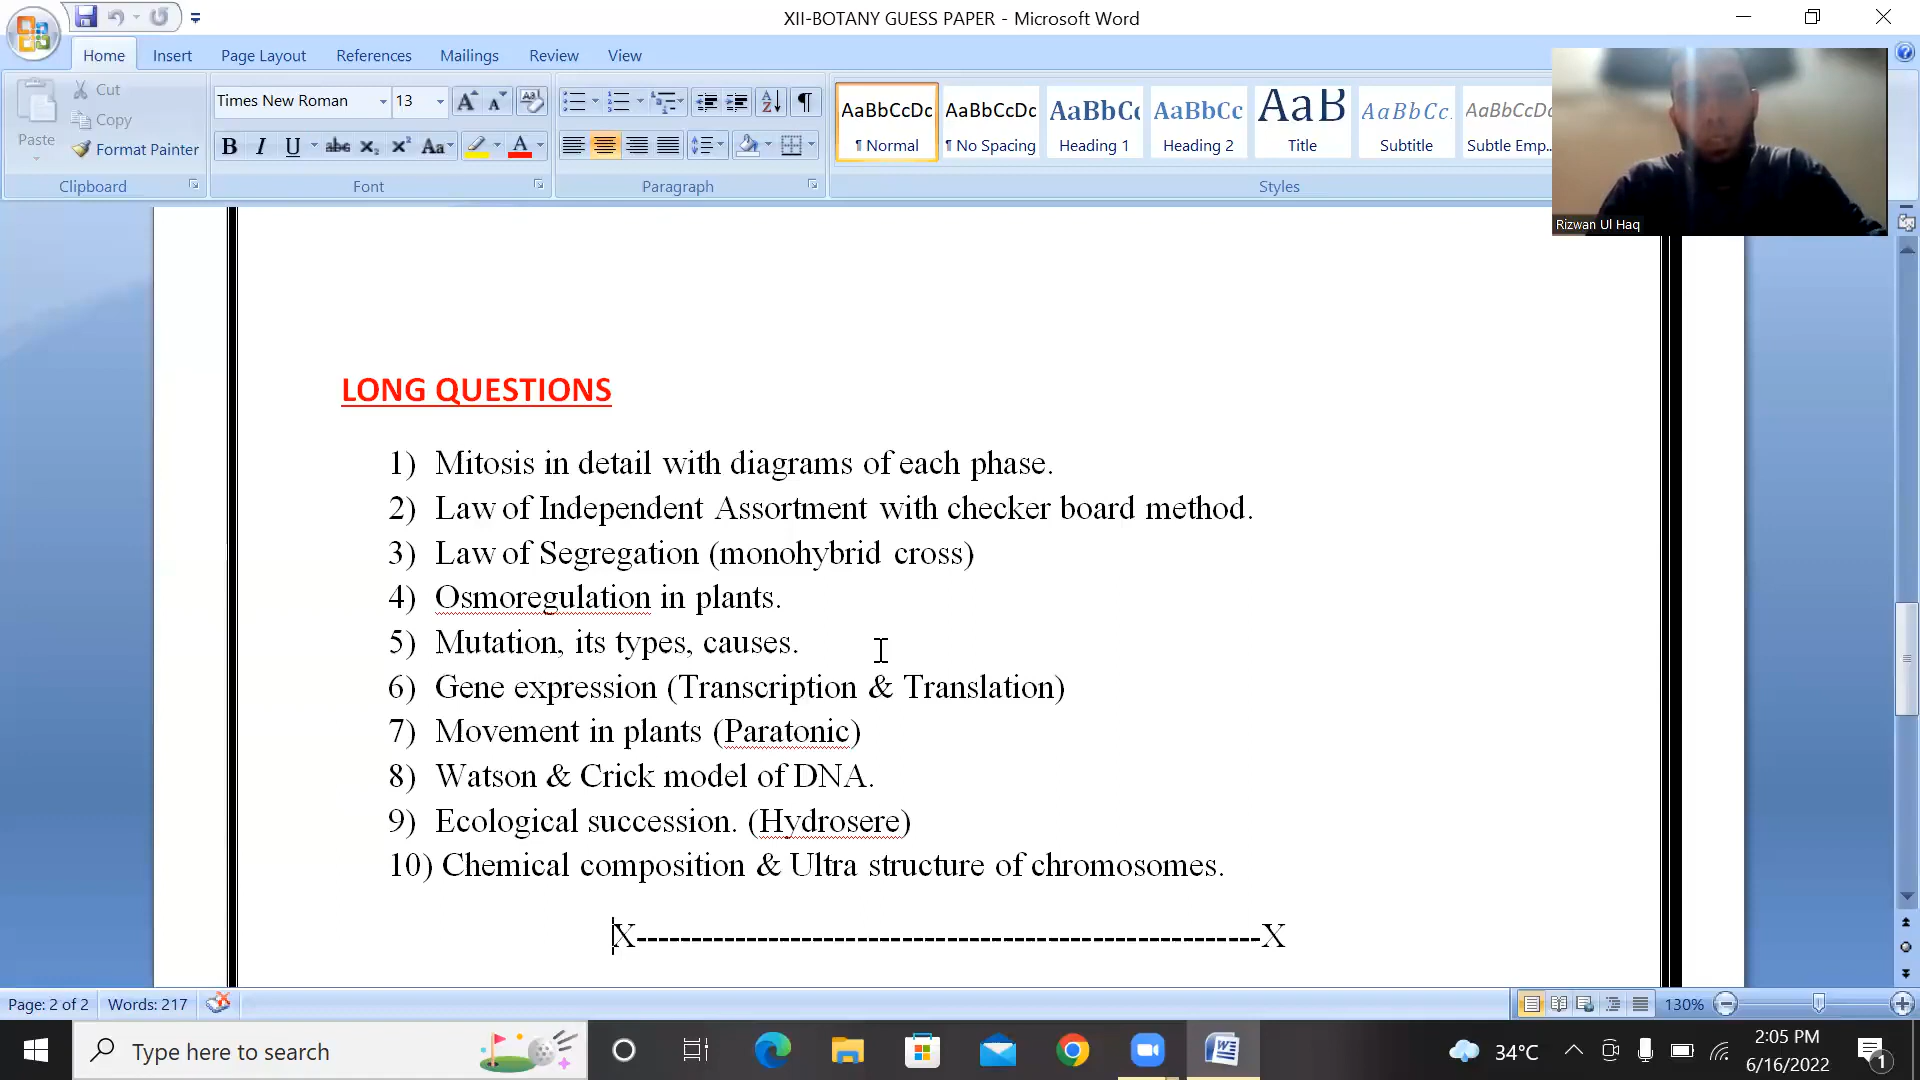 XII-BOTANY GUESS PAPER - Microsoft Word
Home Insert Page Layout References Mailings Review View
Cut
Copy
Paste
Format Painter
Clipboard
Times New Roman 13
B I U abc x₂ x² Aa A
Font
Paragraph
AaBbCcDc AaBbCcDc AaBbC AaBbCc AaB AaBbCc. AaBbCcDc
¶ Normal ¶ No Spacing Heading 1 Heading 2 Title Subtitle Subtle Emp...
Styles
Rizwan Ul Haq
LONG QUESTIONS
1) Mitosis in detail with diagrams of each phase.
2) Law of Independent Assortment with checker board method.
3) Law of Segregation (monohybrid cross)
4) Osmoregulation in plants.
5) Mutation, its types, causes.
6) Gene expression (Transcription & Translation)
7) Movement in plants (Paratonic)
8) Watson & Crick model of DNA.
9) Ecological succession. (Hydrosere)
10) Chemical composition & Ultra structure of chromosomes.
X---------------------------------------------------------X
Page: 2 of 2 Words: 217 130%
Type here to search
34°C
2:05 PM
6/16/2022
1